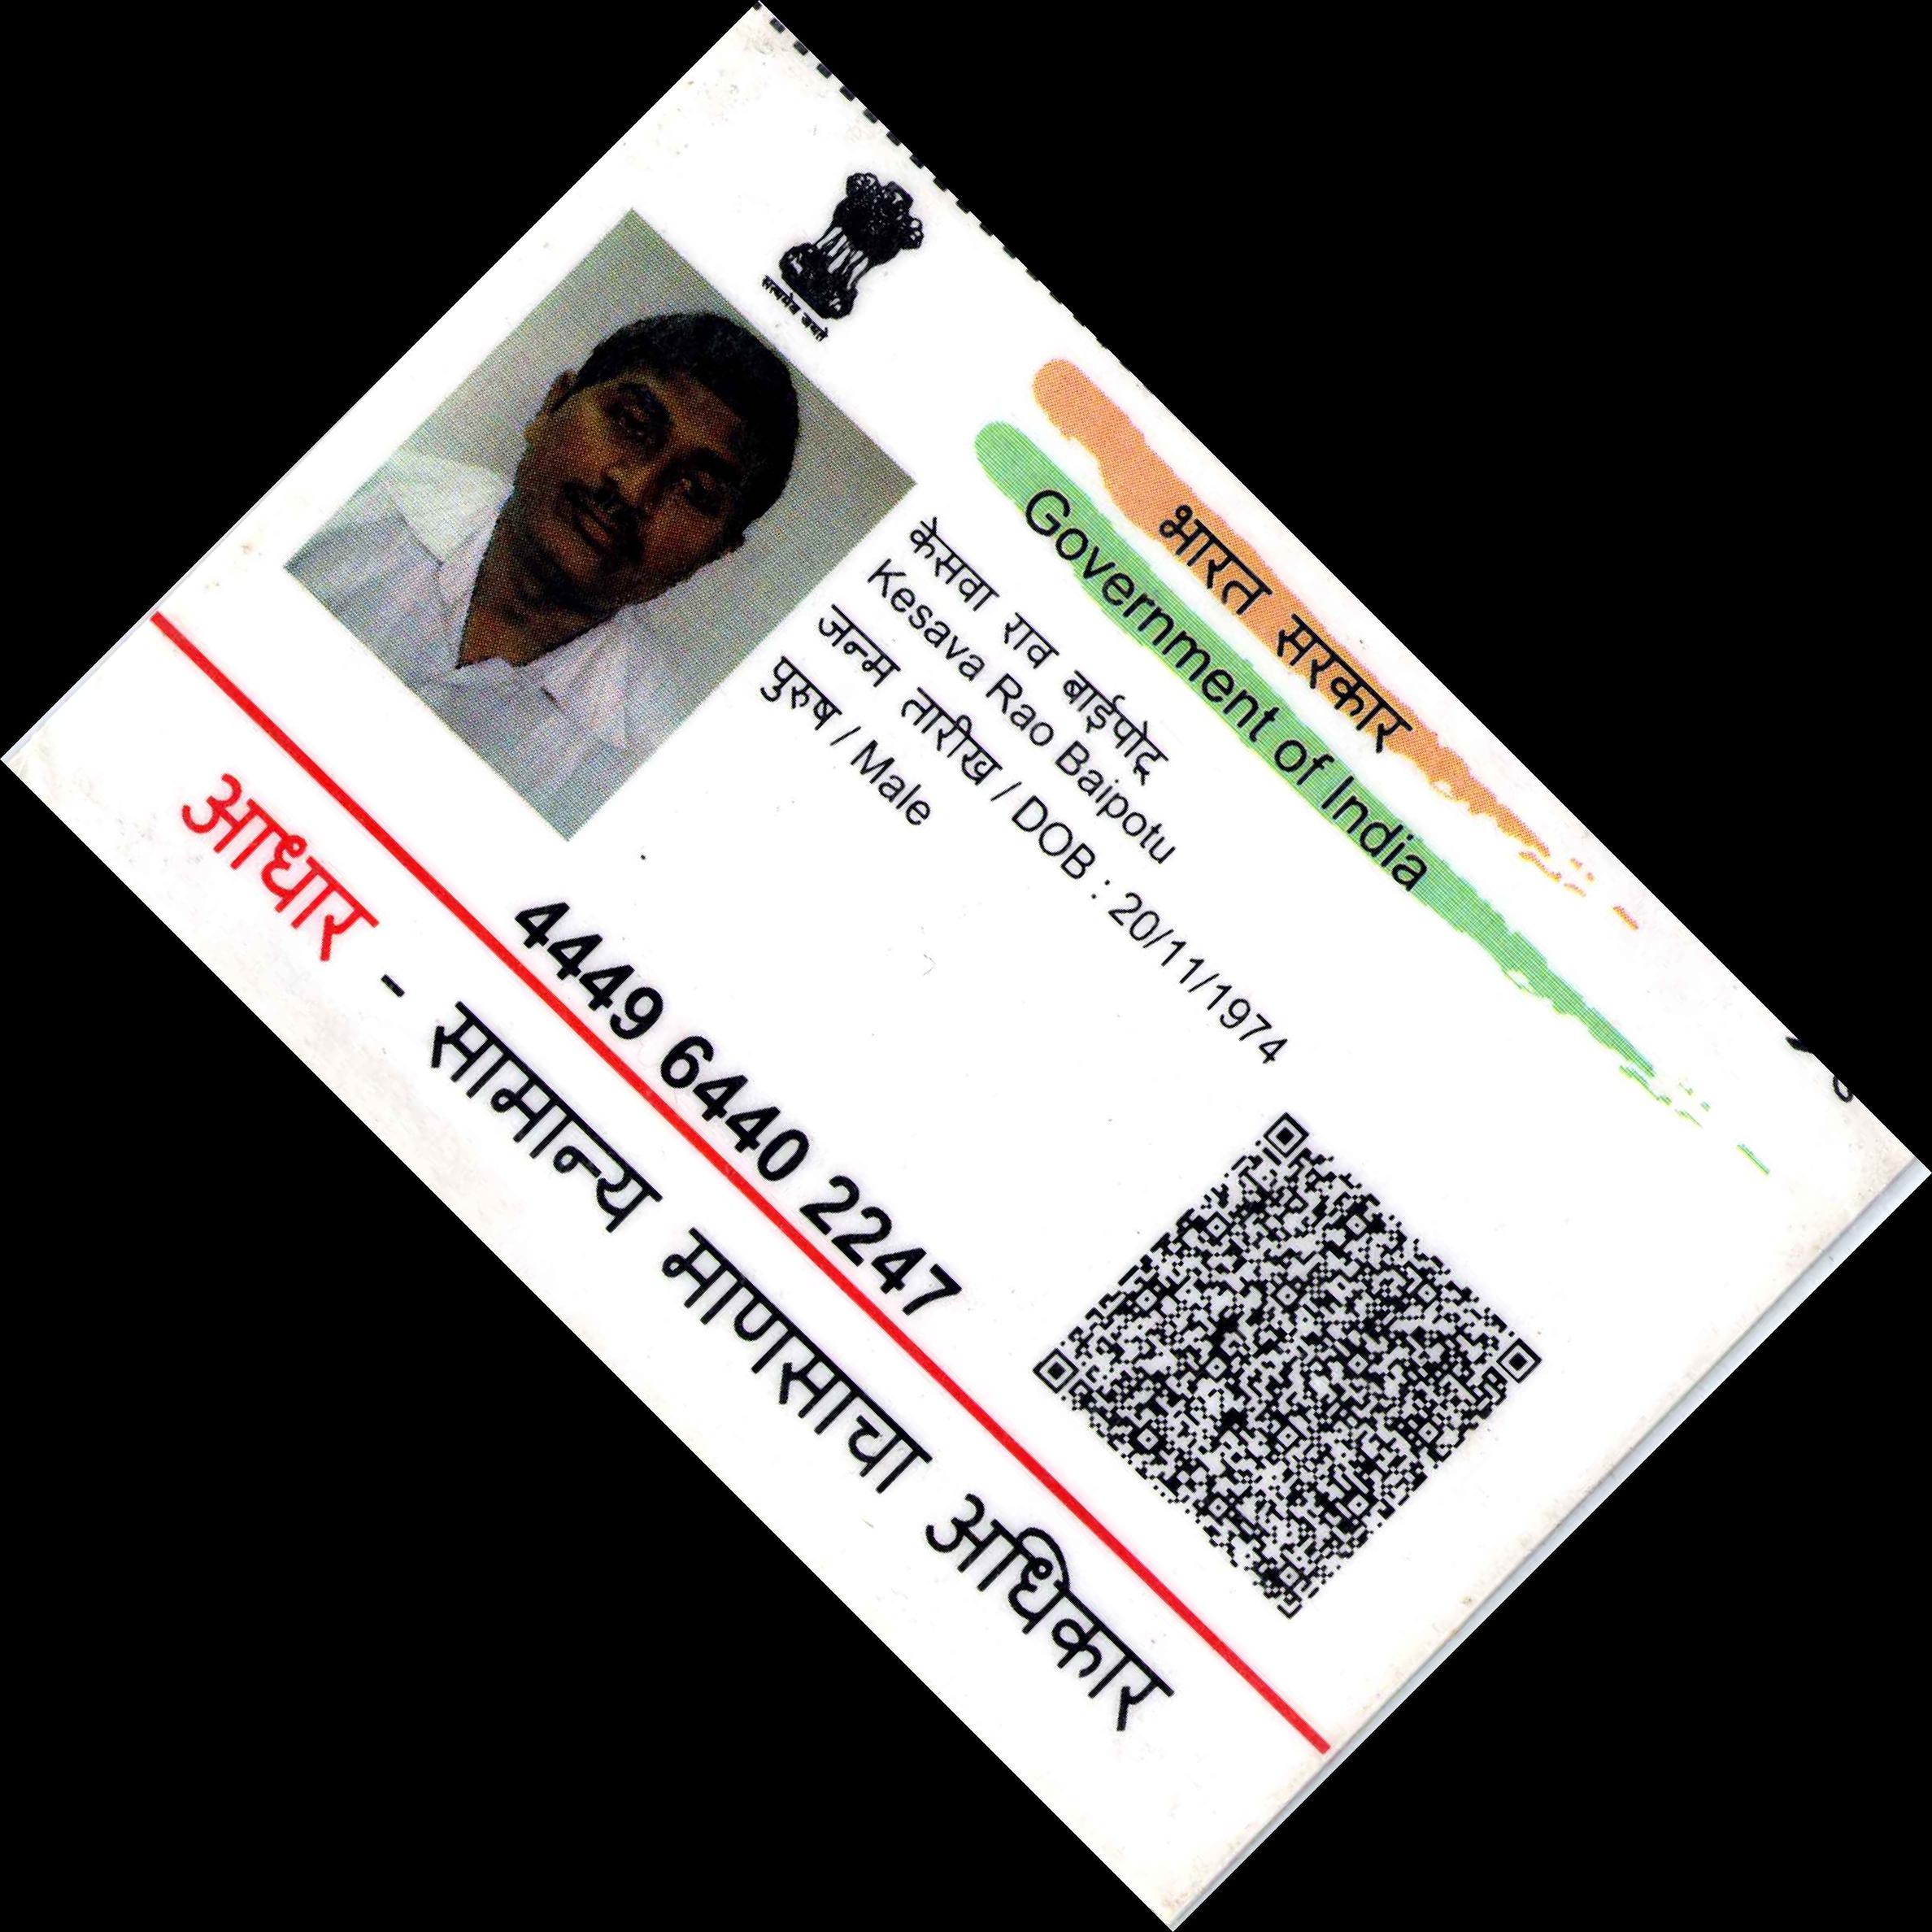 भारत सरकार
Government of India
सत्यमेव जयते
केसवा राव बाईपोटू
Kesava Rao Baipotu
जन्म तारीख / DOB : 20/11/1974
पुरुष / Male
4449 6440 2247
आधार - सामान्य माणसाचा अधिकार